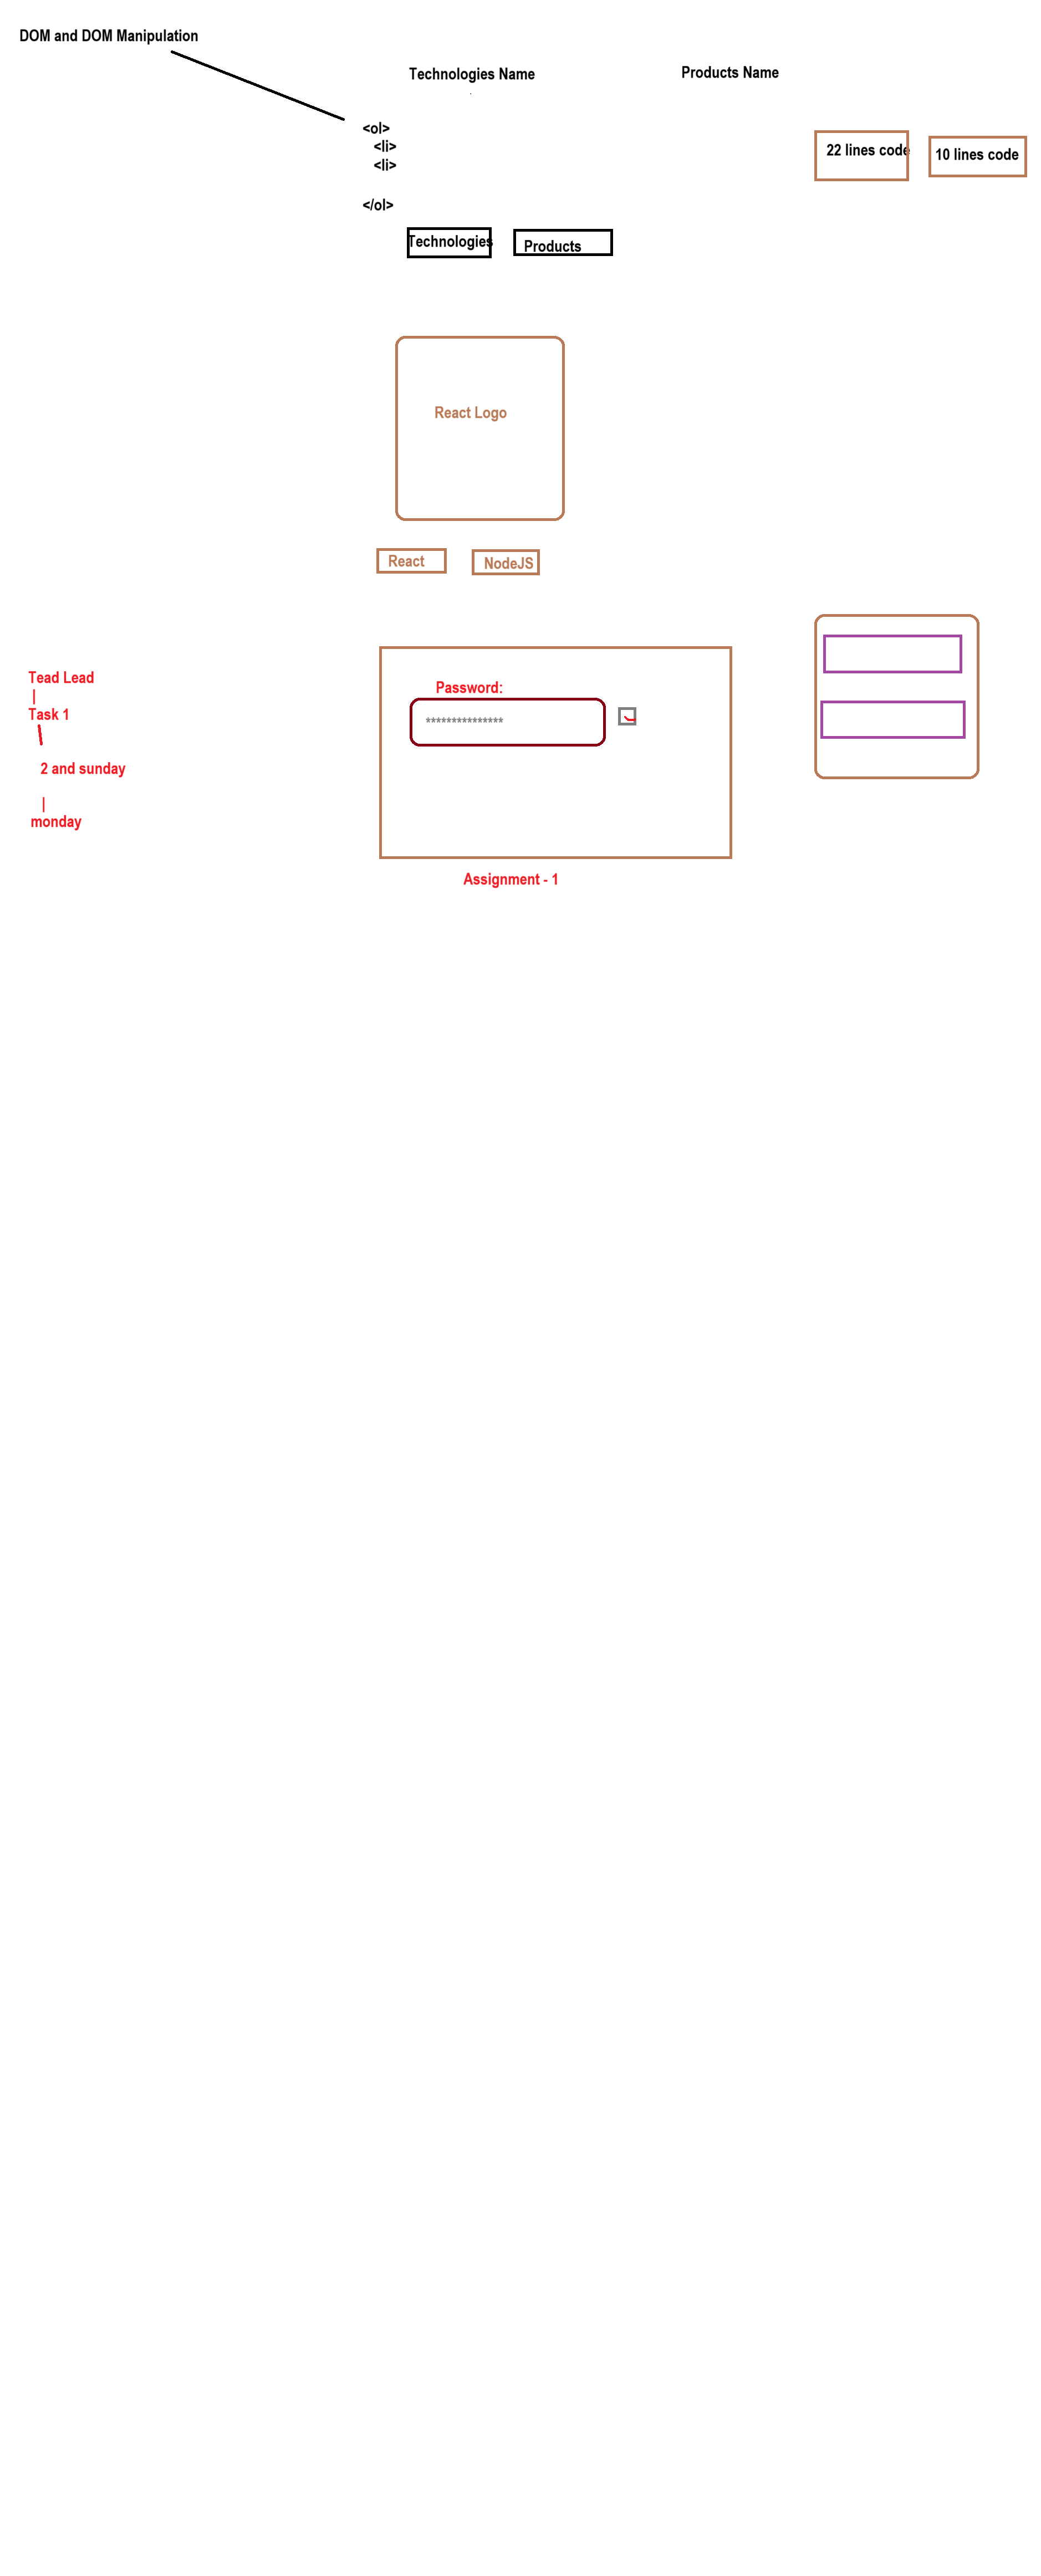 DOM and DOM Manipulation
Technologies Name
Products Name
<ol>
<li>
<li>
</ol>
22 lines code
10 lines code
Technologies
Products
React Logo
React
NodeJS
Tead Lead
|
Task 1
2 and sunday
|
monday
Password:
***************
Assignment - 1